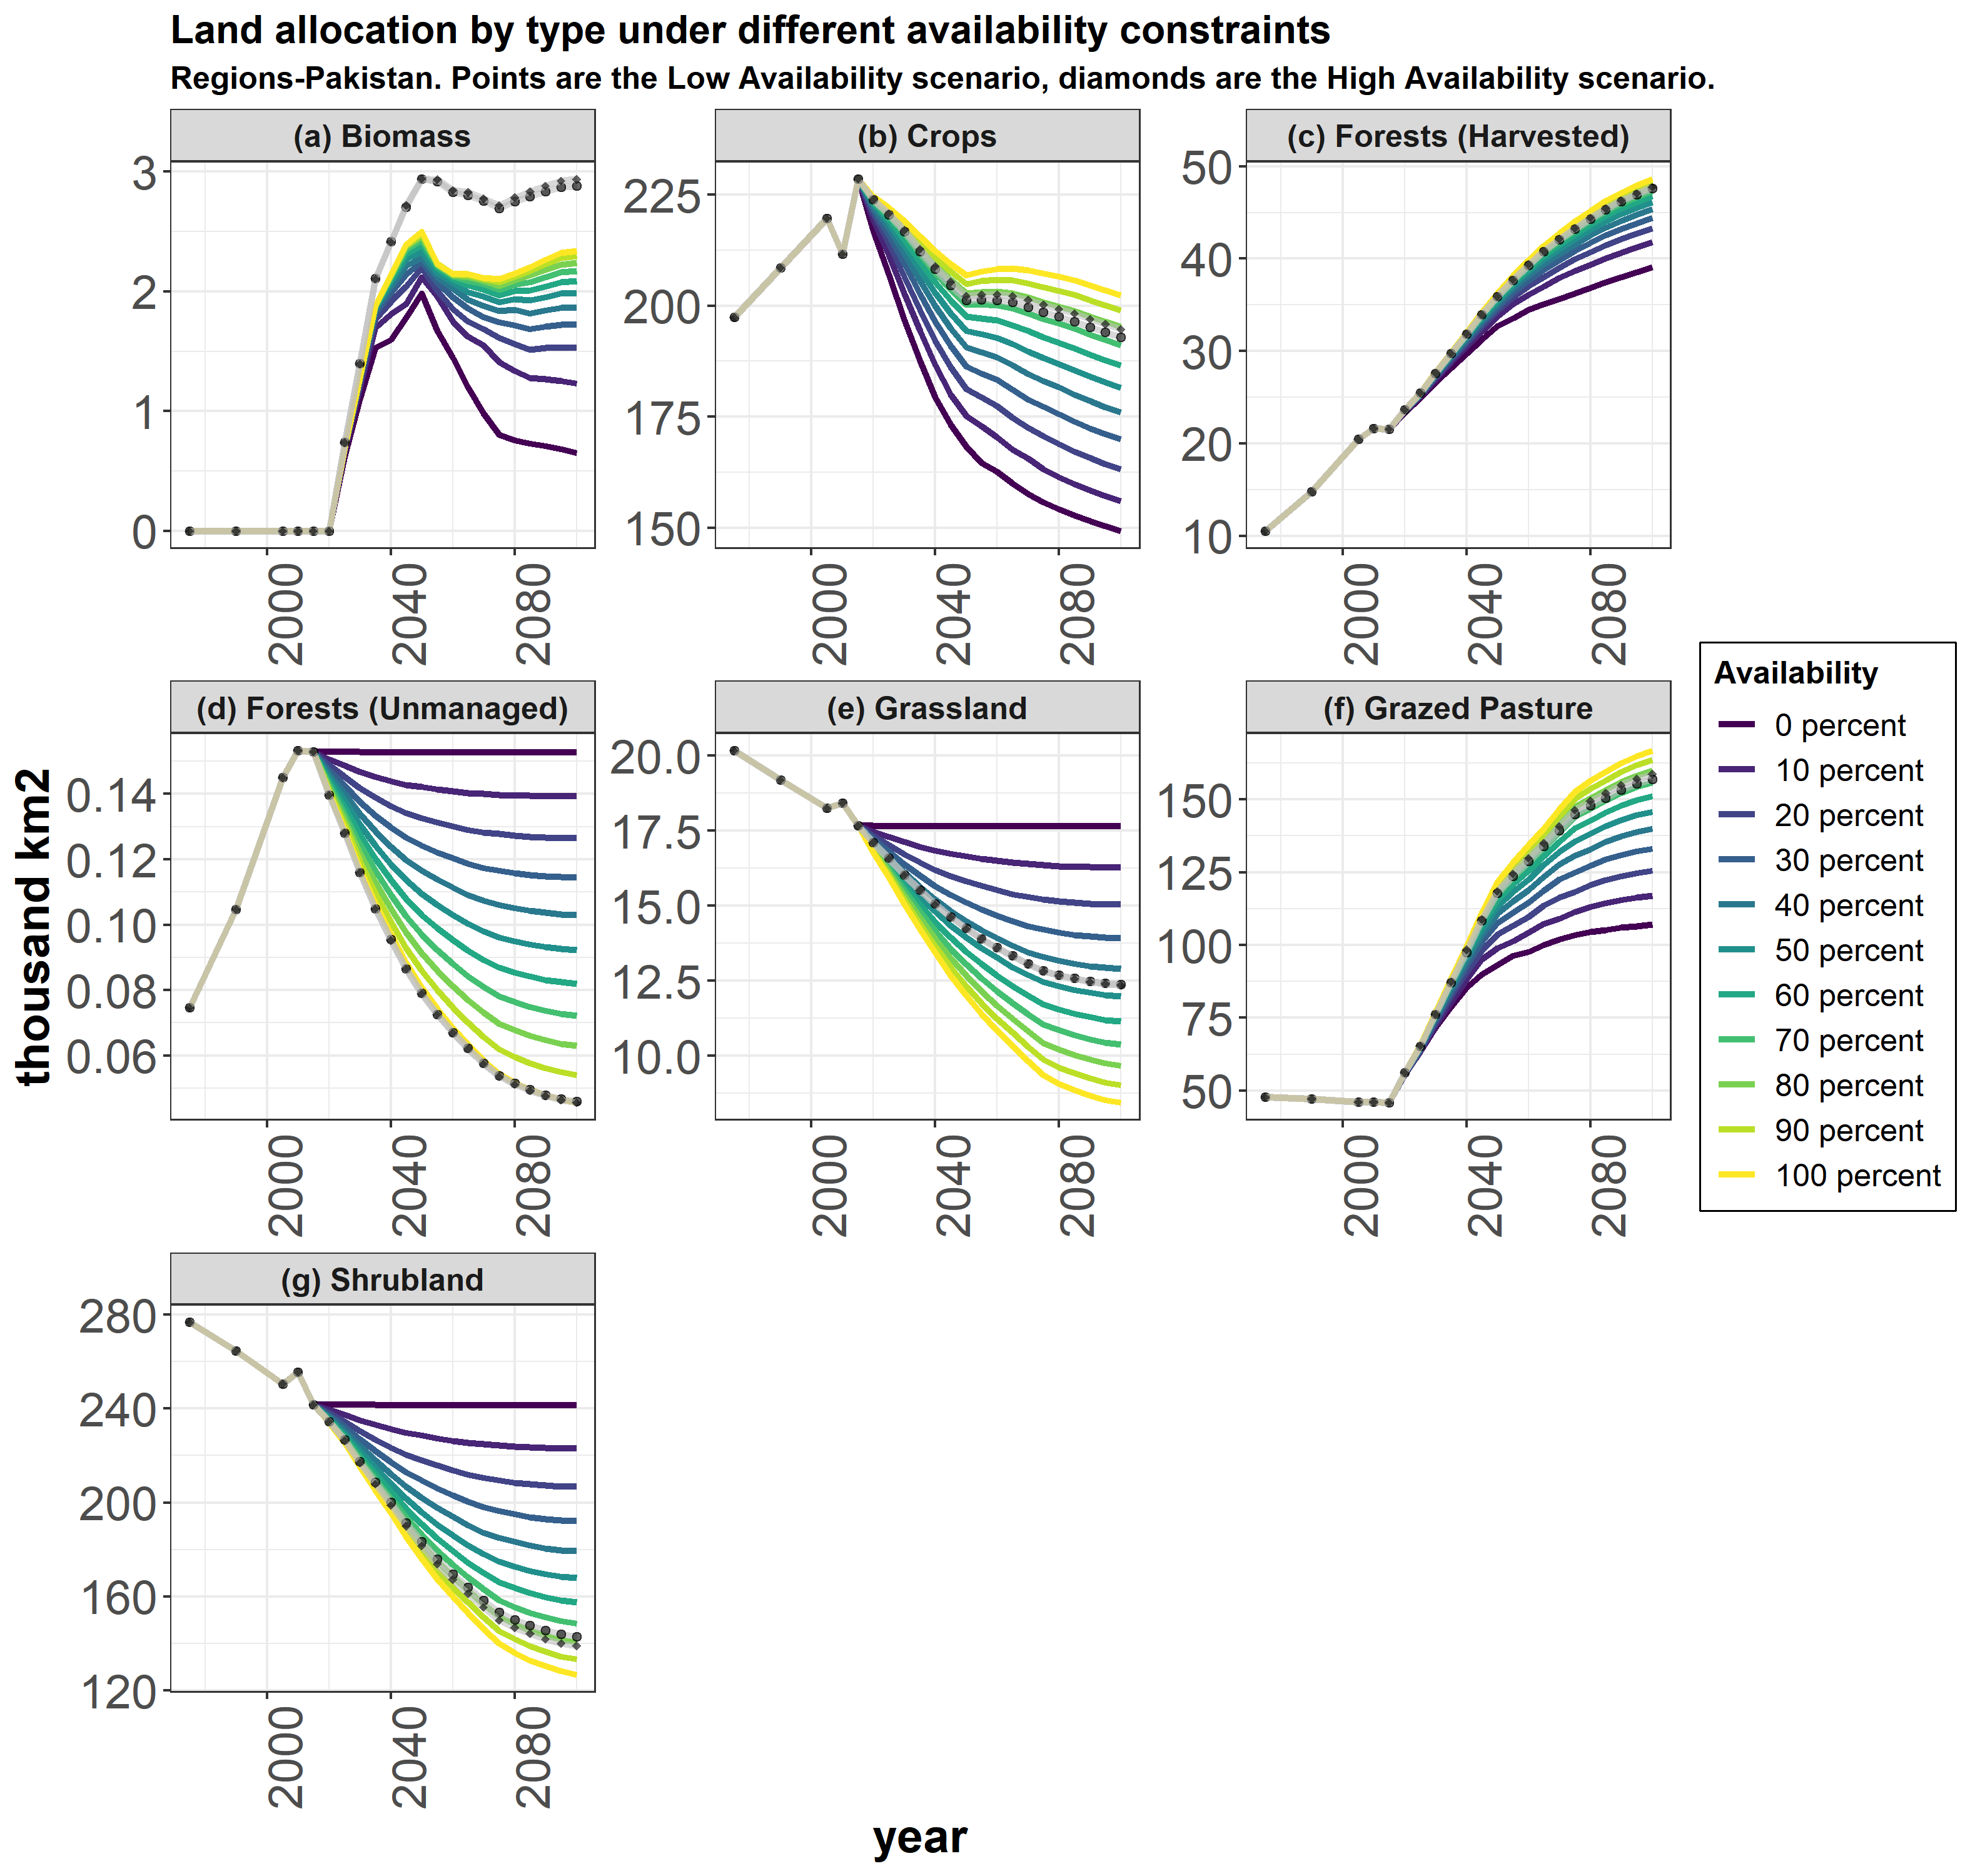 Land allocation by type under different availability constraints
Regions-Pakistan. Points are the Low Availability scenario, diamonds are the High Availability scenario.
(a) Biomass
3
2
1
0
2000
2040
2080
(b) Crops
225
200
175
150
2000
2040
2080
(c) Forests (Harvested)
50
40
30
20
10
2000
2040
2080
thousand km2
(d) Forests (Unmanaged)
0.14
0.12
0.10
0.08
0.06
2000
2040
2080
(e) Grassland
20.0
17.5
15.0
12.5
10.0
2000
2040
2080
(f) Grazed Pasture
150
125
100
75
50
2000
2040
2080
Availability
0 percent
10 percent
20 percent
30 percent
40 percent
50 percent
60 percent
70 percent
80 percent
90 percent
100 percent
(g) Shrubland
280
240
200
160
120
2000
2040
2080
year